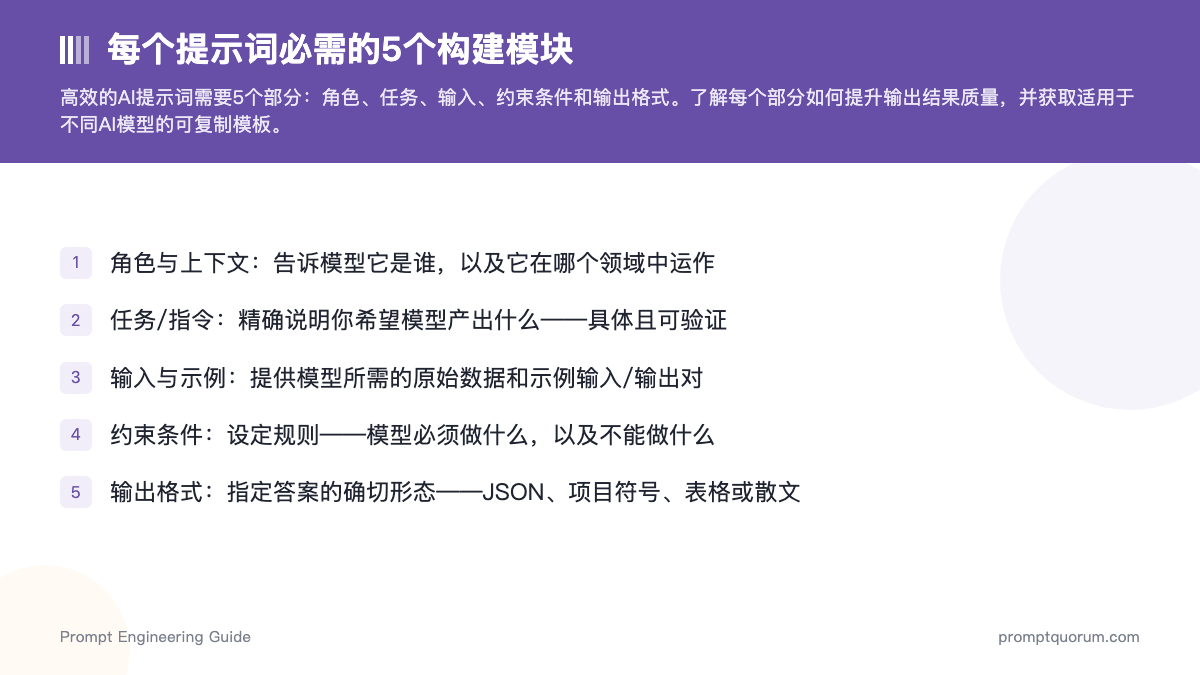 每个提示词必需的5个构建模块
高效的AI提示词需要5个部分：角色、任务、输入、约束条件和输出格式。了解每个部分如何提升输出结果质量，并获取适用于
不同AI模型的可复制模板。
1 角色与上下文：告诉模型它是谁，以及它在哪个领域中运作
2 任务/指令：精确说明你希望模型产出什么——具体且可验证
3 输入与示例：提供模型所需的原始数据和示例输入/输出对
4 约束条件：设定规则——模型必须做什么，以及不能做什么
5 输出格式：指定答案的确切形态——JSON、项目符号、表格或散文
Prompt Engineering Guide
promptquorum.com